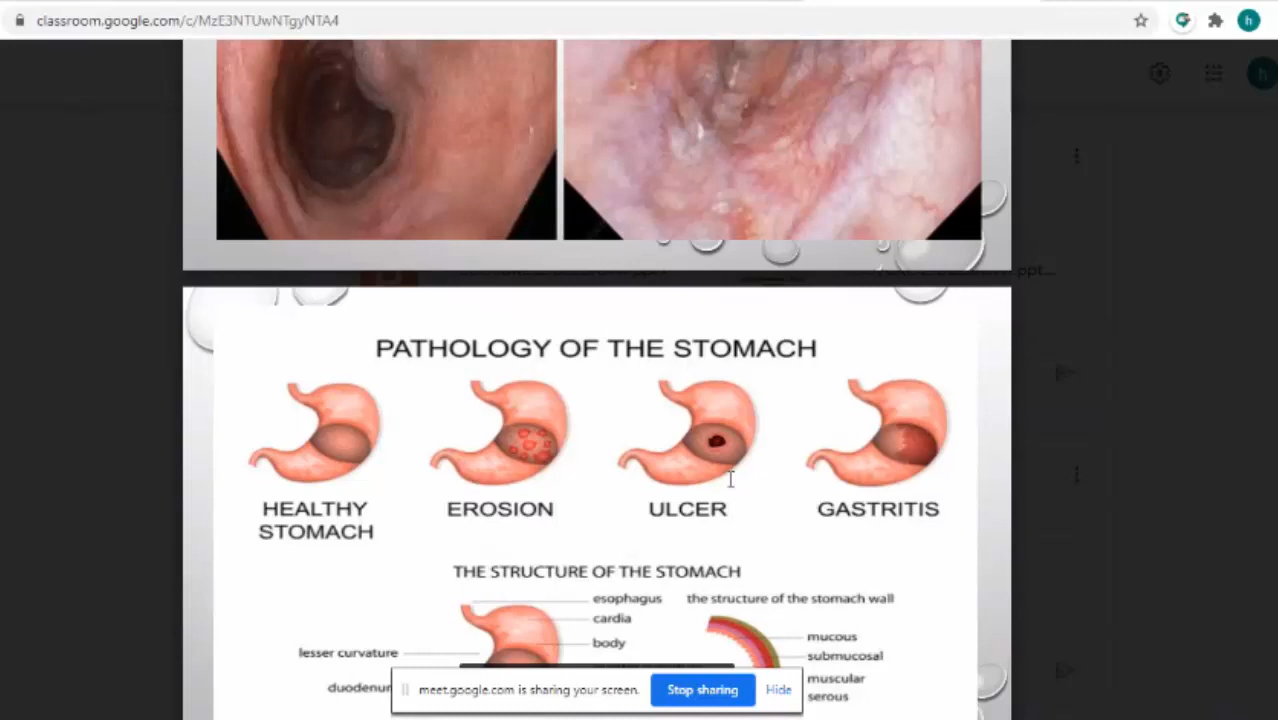 classroom.google.com/c/MzE3NTUwNTgyNTA4
h
h
ppt...
PATHOLOGY OF THE STOMACH
HEALTHY STOMACH
EROSION
ULCER
GASTRITIS
THE STRUCTURE OF THE STOMACH
esophagus
cardia
body
lesser curvature
duodenu
the structure of the stomach wall
mucous
submucosal
muscular
serous
meet.google.com is sharing your screen.
Stop sharing
Hide